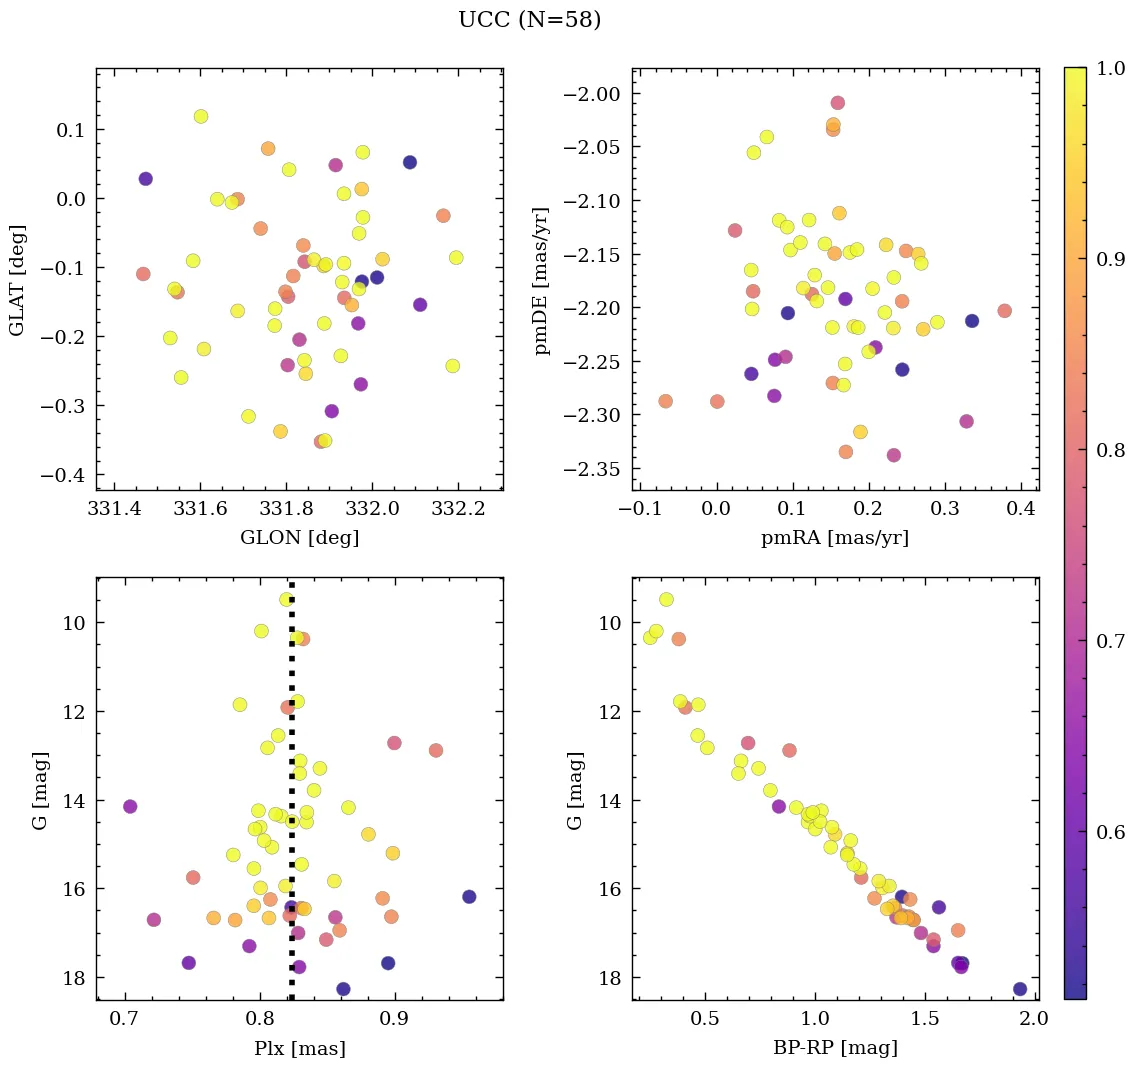 UCC (N=58)
0.1
0.0
−0.1
−0.2
−0.3
−0.4
GLAT [deg]
331.4 331.6 331.8 332.0 332.2
GLON [deg]
−2.00
−2.05
−2.10
−2.15
−2.20
−2.25
−2.30
−2.35
pmDE [mas/yr]
−0.1 0.0 0.1 0.2 0.3 0.4
pmRA [mas/yr]
10
12
14
16
18
G [mag]
0.7 0.8 0.9
Plx [mas]
10
12
14
16
18
G [mag]
0.5 1.0 1.5 2.0
BP-RP [mag]
1.0
0.9
0.8
0.7
0.6